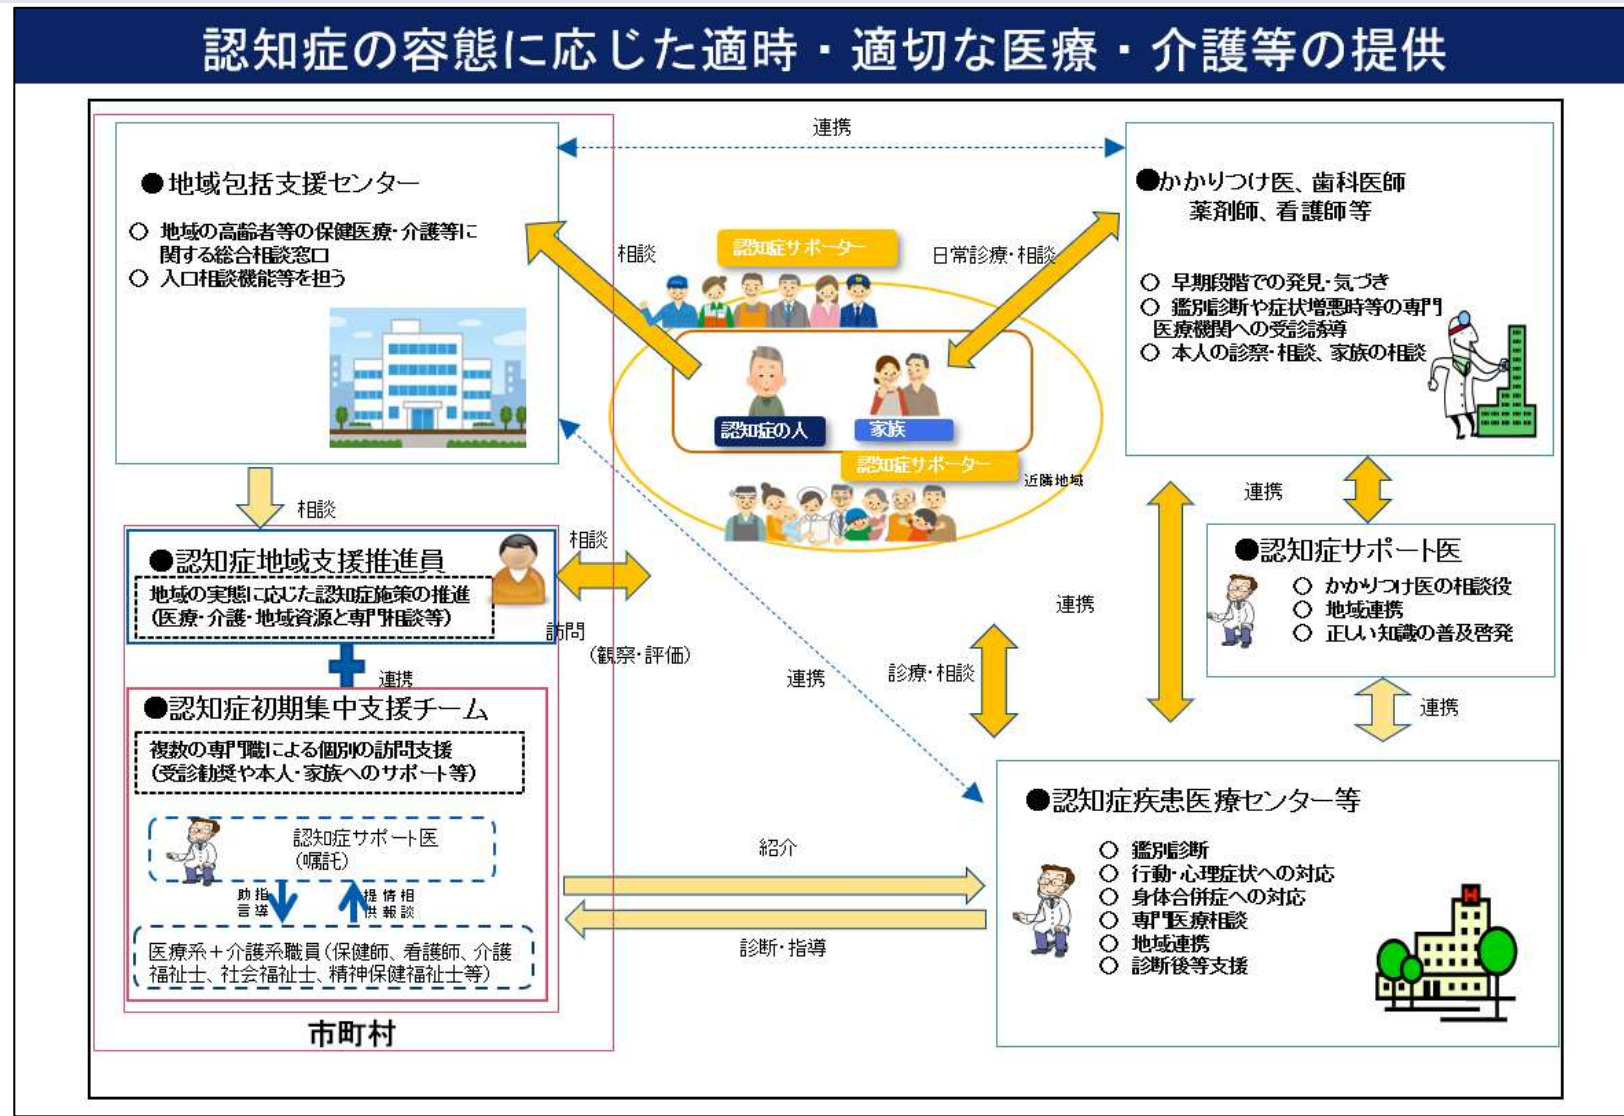 認知症の容態に応じた適時・適切な医療・介護等の提供
連携
●地域包括支援センター
○ 地域の高齢者等の保健医療・介護等に
関する総合相談窓口
○ 入口相談機能等を担う
相談
認知症サポーター
日常診療・相談
認知症の人
家族
認知症サポーター
近隣地域
●かかりつけ医、歯科医師
薬剤師、看護師等
○ 早期段階での発見・気づき
○ 鑑別診断や症状増悪時等の専門
医療機関への受診誘導
○ 本人の診察・相談、家族の相談
連携
相談
●認知症地域支援推進員
地域の実態に応じた認知症施策の推進
(医療・介護・地域資源と専門相談等)
相談
訪問
(観察・評価)
連携
●認知症サポート医
○ かかりつけ医の相談役
○ 地域連携
○ 正しい知識の普及啓発
連携
連携
診療・相談
連携
●認知症初期集中支援チーム
複数の専門職による個別の訪問支援
(受診勧奨や本人・家族へのサポート等)
認知症サポート医
(嘱託)
指導
助言
相談
情報
提供
医療系+介護系職員(保健師、看護師、介護
福祉士、社会福祉士、精神保健福祉士等)
市町村
紹介
診断・指導
連携
●認知症疾患医療センター等
○ 鑑別診断
○ 行動・心理症状への対応
○ 身体合併症への対応
○ 専門医療相談
○ 地域連携
○ 診断後等支援
H